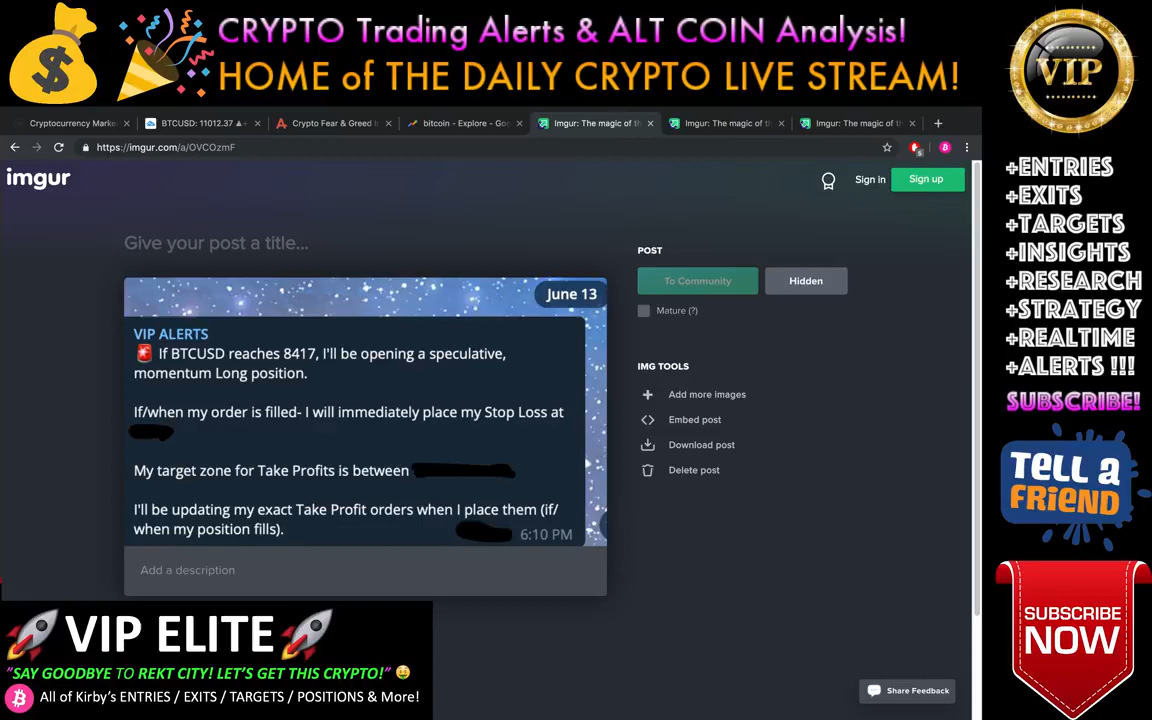 CRYPTO Trading Alerts & ALT COIN Analysis!
HOME of THE DAILY CRYPTO LIVE STREAM!
VIP
Cryptocurrency Marke
BTCUSD: 11012.37 ▲+
Crypto Fear & Greed I
bitcoin - Explore - Goo
Imgur: The magic of th
Imgur: The magic of th
Imgur: The magic of th
https://imgur.com/a/OVCOzmF
imgur
Sign in
Sign up
Give your post a title...
POST
To Community
Hidden
Mature (?)
June 13
VIP ALERTS
🚨 If BTCUSD reaches 8417, I'll be opening a speculative,
momentum Long position.
If/when my order is filled- I will immediately place my Stop Loss at
My target zone for Take Profits is between
I'll be updating my exact Take Profit orders when I place them (if/
when my position fills).
6:10 PM
Add a description
IMG TOOLS
Add more images
Embed post
Download post
Delete post
Share Feedback
+ENTRIES
+EXITS
+TARGETS
+INSIGHTS
+RESEARCH
+STRATEGY
+REALTIME
+ALERTS !!!
SUBSCRIBE!
TELL a
FRIEND
SUBSCRIBE
NOW
🚀VIP ELITE🚀
"SAY GOODBYE TO REKT CITY! LET'S GET THIS CRYPTO!" 🤑
All of Kirby's ENTRIES / EXITS / TARGETS / POSITIONS & More!